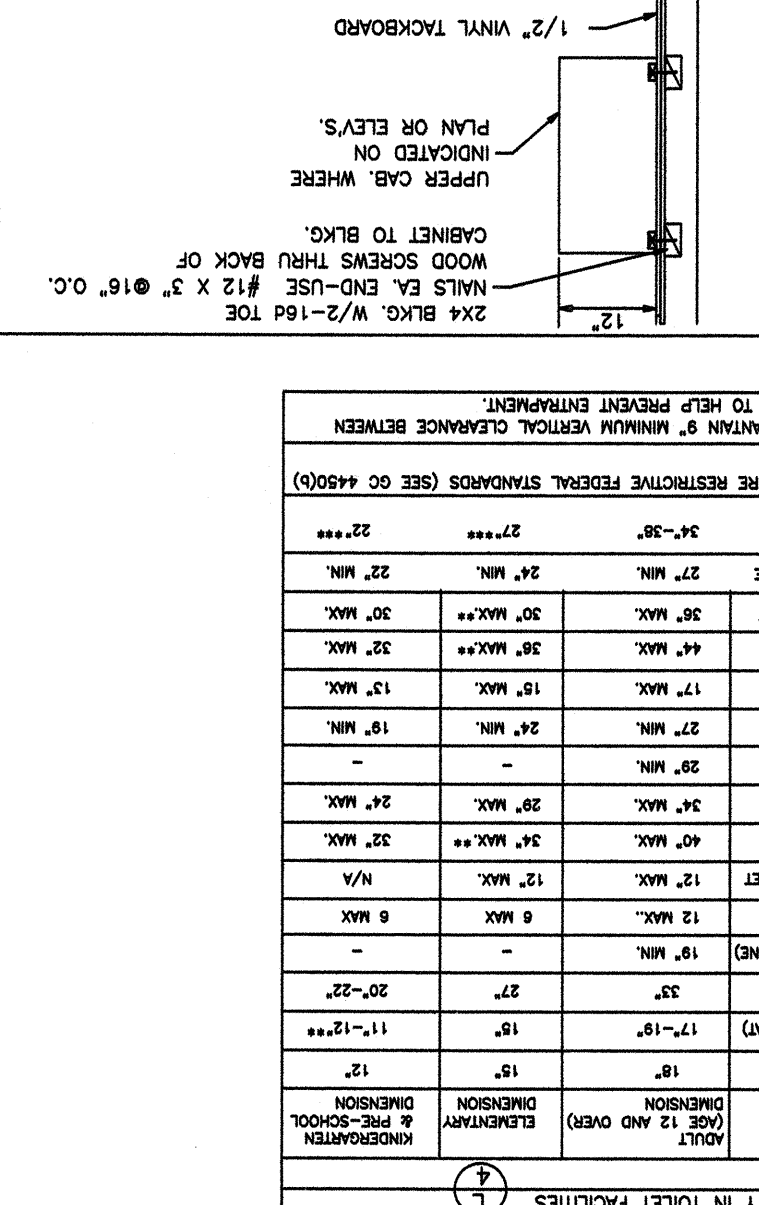 Y IN TOILET FACILITIES
L
4
ADULT
(AGE 12 AND OVER)
DIMENSION
ELEMENTARY
DIMENSION
KINDERGARTEN
& PRE-SCHOOL
DIMENSION
18" 15" 12"
AT) 17"-19" 15" 11"-12"***
33" 27" 20"-22"
NE) 19" MIN. - -
12 MAX.. 6 MAX 6 MAX
ET 12" MAX. 12" MAX. N/A
40" MAX. 34" MAX.** 32" MAX.
34" MAX. 29" MAX. 24" MAX.
29" MIN. - -
27" MIN. 24" MIN. 19" MIN.
17" MAX. 15" MAX. 13" MAX.
44" MAX. 36" MAX.** 32" MAX.
36" MAX. 30" MAX.** 30" MAX.
E 27" MIN. 24" MIN. 22" MIN.
34"-38" 27"**** 22"****
RE RESTRICTIVE FEDERAL STANDARDS (SEE GC 4450(b)
ANTAN 9" MINIMUM VERTICAL CLEARANCE BETWEEN
TO HELP PREVENT ENTRAPMENT.
12"
2X4 BLKG. W/2-16d TOE
NAILS EA. END-USE #12 X 3" @16" O.C.
WOOD SCREWS THRU BACK OF
CABINET TO BLKG.
UPPER CAB. WHERE
INDICATED ON
PLAN OR ELEV'S.
1/2" VINYL TACKBOARD